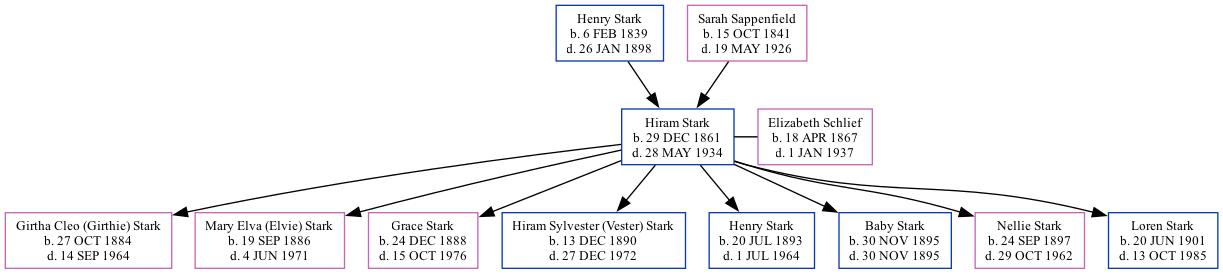 Henry Stark
b. 6 FEB 1839
d. 26 JAN 1898
Sarah Sappenfield
b. 15 OCT 1841
d. 19 MAY 1926
Hiram Stark
b. 29 DEC 1861
d. 28 MAY 1934
Elizabeth Schlief
b. 18 APR 1867
d. 1 JAN 1937
Girtha Cleo (Girthie) Stark
b. 27 OCT 1884
d. 14 SEP 1964
Mary Elva (Elvie) Stark
b. 19 SEP 1886
d. 4 JUN 1971
Grace Stark
b. 24 DEC 1888
d. 15 OCT 1976
Hiram Sylvester (Vester) Stark
b. 13 DEC 1890
d. 27 DEC 1972
Henry Stark
b. 20 JUL 1893
d. 1 JUL 1964
Baby Stark
b. 30 NOV 1895
d. 30 NOV 1895
Nellie Stark
b. 24 SEP 1897
d. 29 OCT 1962
Loren Stark
b. 20 JUN 1901
d. 13 OCT 1985